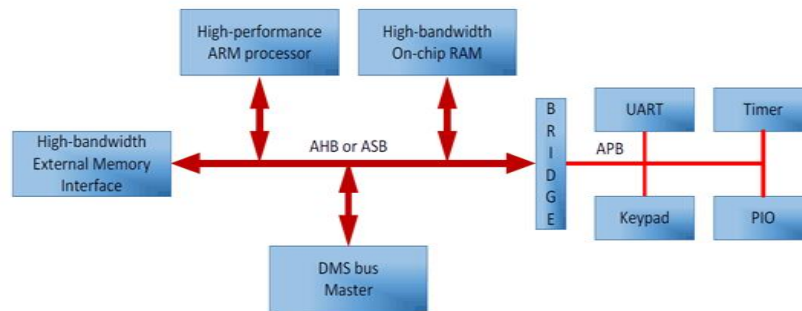 High-performance
ARM processor
High-bandwidth
On-chip RAM
High-bandwidth
External Memory
Interface
AHB or ASB
B
R
I
D
G
E
UART
Timer
APB
Keypad
PIO
DMS bus
Master